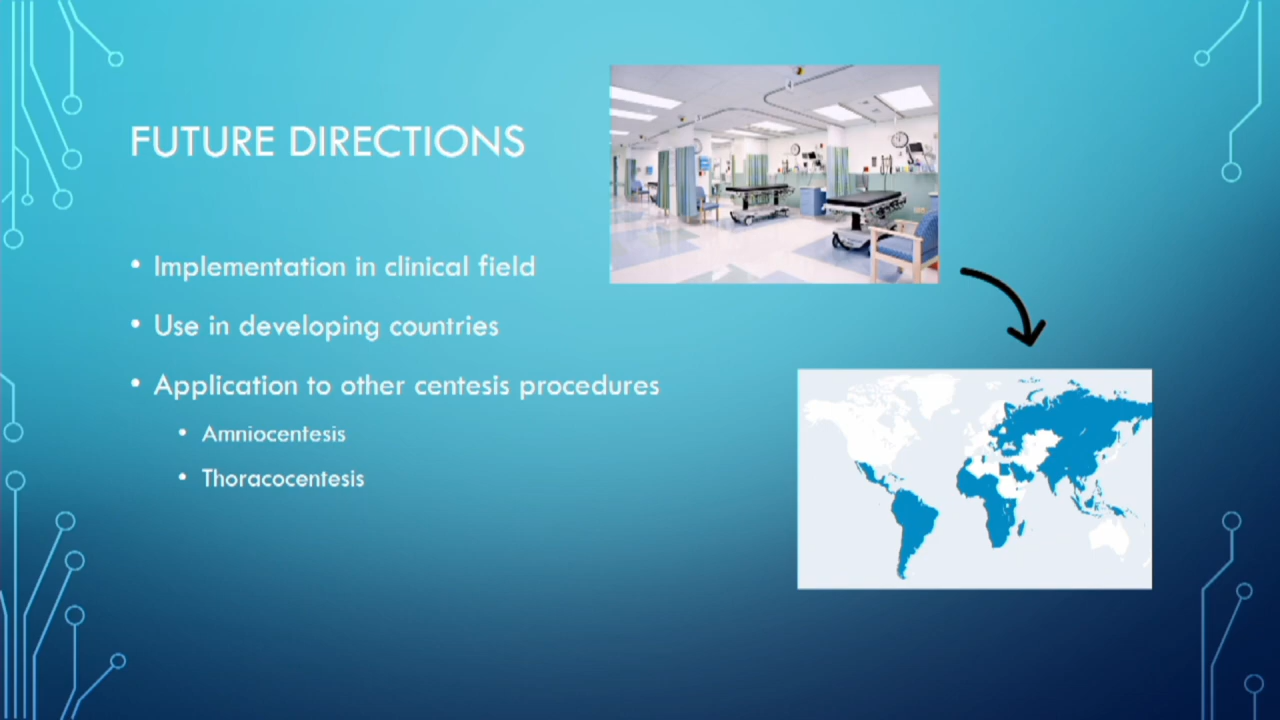 FUTURE DIRECTIONS
• Implementation in clinical field
• Use in developing countries
• Application to other centesis procedures
• Amniocentesis
• Thoracocentesis